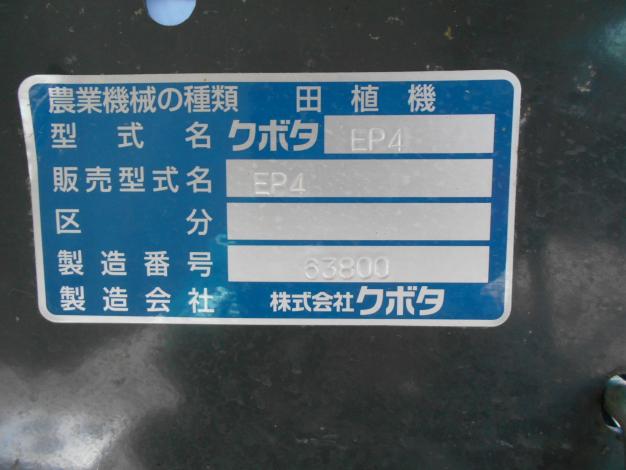 農業機械の種類 田植機
型式名 クボタ EP4
販売型式名 EP4
区分
製造番号 63800
製造会社 株式会社クボタ